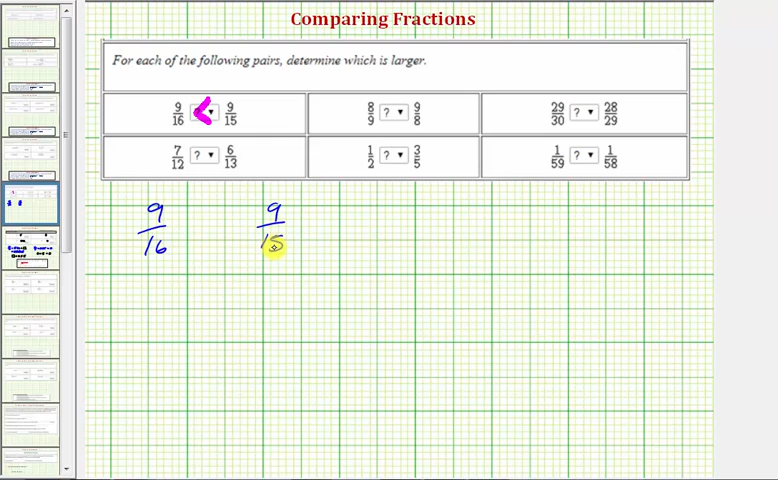 Comparing Fractions
For each of the following pairs, determine which is larger.
9/16 < 9/15
8/9 ? 9/8
29/30 ? 28/29
7/12 ? 6/13
1/2 ? 3/5
1/59 ? 1/58
9/16 9/15